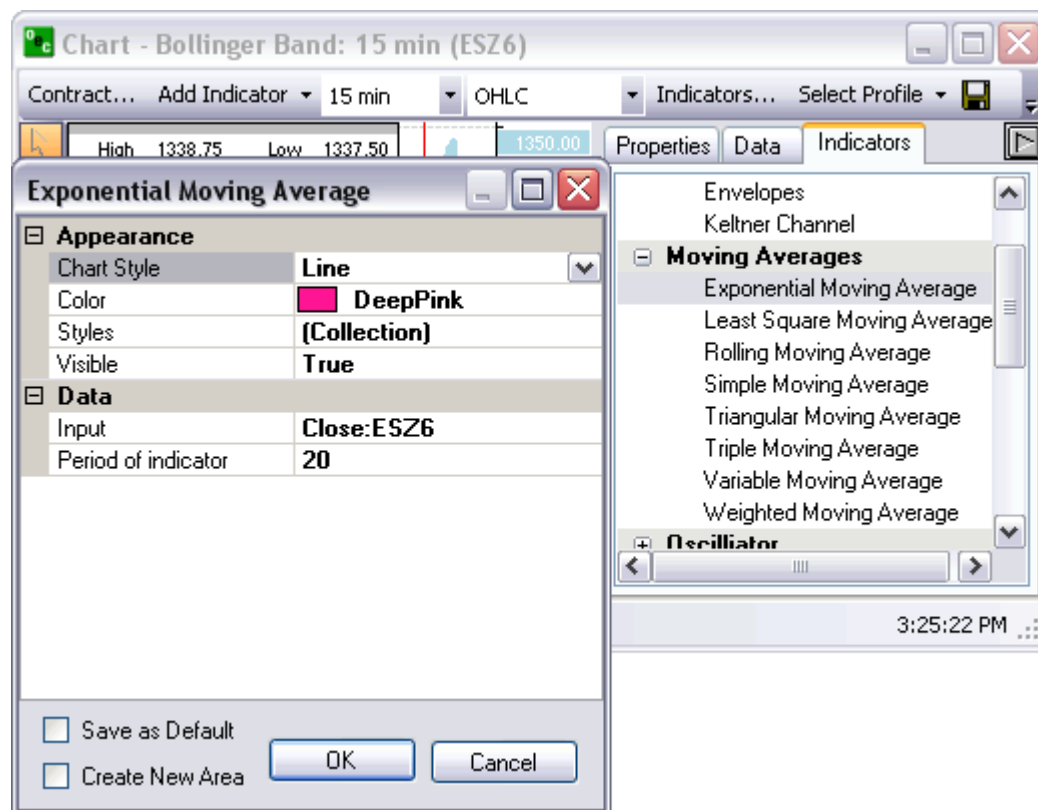 OEC Chart - Bollinger Band: 15 min (ESZ6)
Contract... Add Indicator 15 min OHLC Indicators... Select Profile
High 1338.75 Low 1337.50 1350.00
Properties Data Indicators
Exponential Moving Average
Appearance
Chart Style Line
Color DeepPink
Styles (Collection)
Visible True
Data
Input Close:ESZ6
Period of indicator 20
Save as Default
Create New Area
OK Cancel
Envelopes
Keltner Channel
Moving Averages
Exponential Moving Average
Least Square Moving Average
Rolling Moving Average
Simple Moving Average
Triangular Moving Average
Triple Moving Average
Variable Moving Average
Weighted Moving Average
Oscilliator
3:25:22 PM